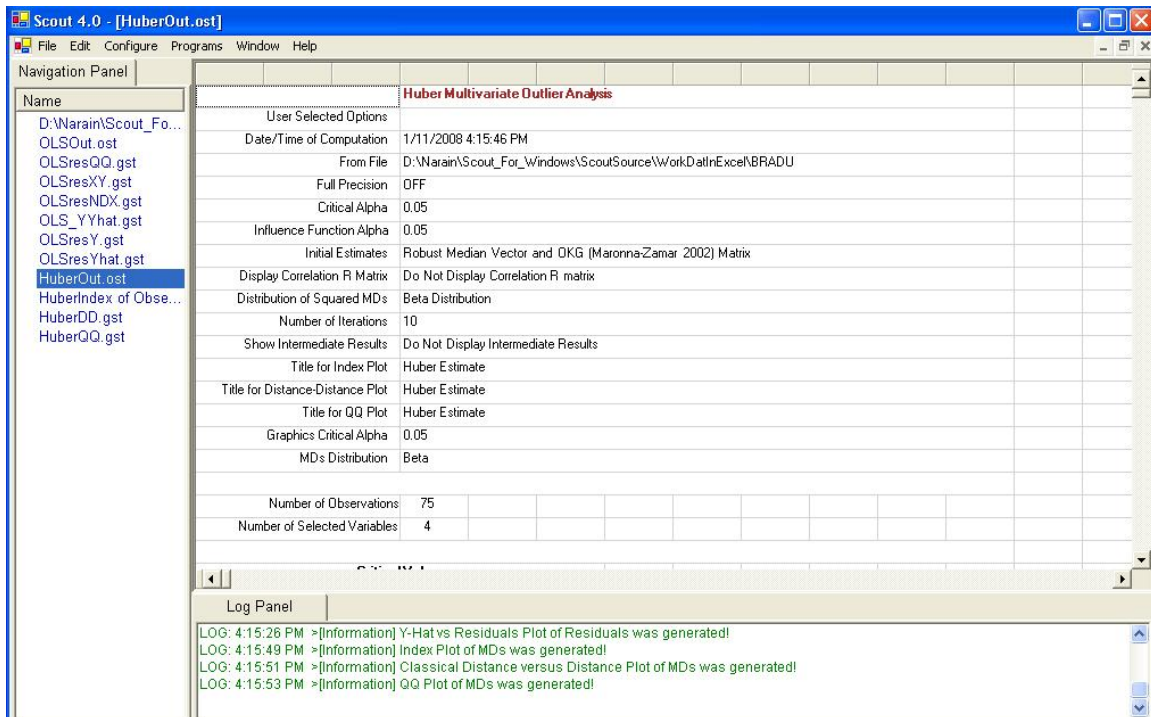 Scout 4.0 - [HuberOut.ost]
File Edit Configure Programs Window Help
Navigation Panel
Name
D:\Narain\Scout_Fo...
OLSOut.ost
OLSresQQ.gst
OLSresXY.gst
OLSresNDX.gst
OLS_YYhat.gst
OLSresY.gst
OLSresYhat.gst
HuberOut.ost
HuberIndex of Obse...
HuberDD.gst
HuberQQ.gst
Huber Multivariate Outlier Analysis
User Selected Options
Date/Time of Computation 1/11/2008 4:15:46 PM
From File D:\Narain\Scout_For_Windows\ScoutSource\WorkDatInExcel\BRADU
Full Precision OFF
Critical Alpha 0.05
Influence Function Alpha 0.05
Initial Estimates Robust Median Vector and OKG (Maronna-Zamar 2002) Matrix
Display Correlation R Matrix Do Not Display Correlation R matrix
Distribution of Squared MDs Beta Distribution
Number of Iterations 10
Show Intermediate Results Do Not Display Intermediate Results
Title for Index Plot Huber Estimate
Title for Distance-Distance Plot Huber Estimate
Title for QQ Plot Huber Estimate
Graphics Critical Alpha 0.05
MDs Distribution Beta
Number of Observations 75
Number of Selected Variables 4
Log Panel
LOG: 4:15:26 PM >[Information] Y-Hat vs Residuals Plot of Residuals was generated!
LOG: 4:15:49 PM >[Information] Index Plot of MDs was generated!
LOG: 4:15:51 PM >[Information] Classical Distance versus Distance Plot of MDs was generated!
LOG: 4:15:53 PM >[Information] QQ Plot of MDs was generated!